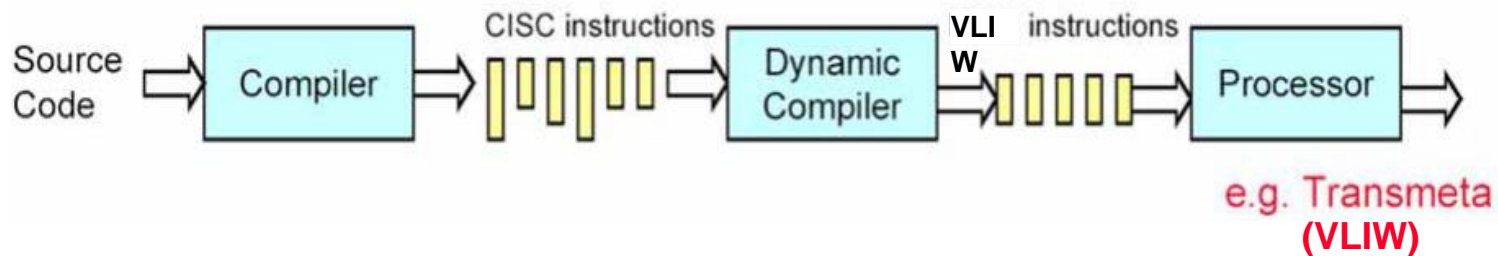 CISC instructions
VLI
W
instructions
Source
Code
Compiler
Dynamic
Compiler
Processor
e.g. Transmeta
(VLIW)